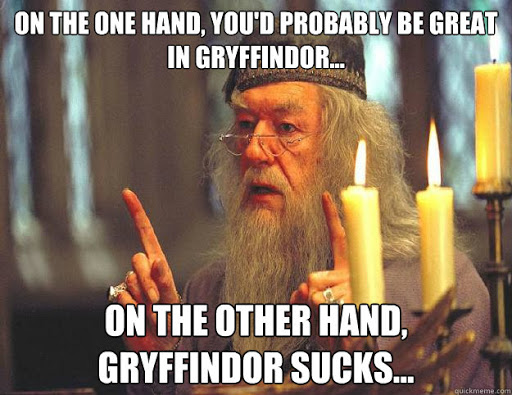 ON THE ONE HAND, YOU'D PROBABLY BE GREAT
IN GRYFFINDOR...
ON THE OTHER HAND,
GRYFFINDOR SUCKS...
quickmeme.com